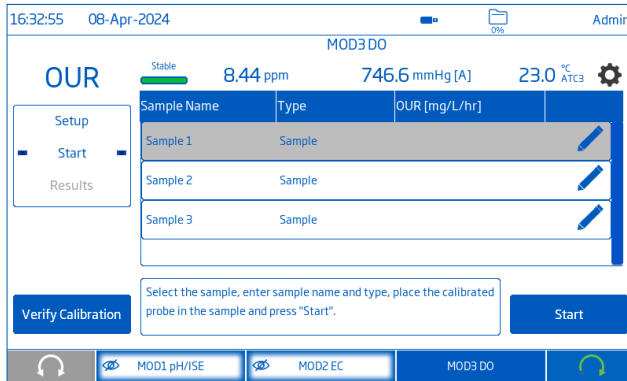 16:32:55 08-Apr-2024 0% Admin
MOD3 DO
OUR Stable 8.44 ppm 746.6 mmHg [A] 23.0 °C ATC3
Setup
Start
Results
Sample Name Type OUR [mg/L/hr]
Sample 1 Sample
Sample 2 Sample
Sample 3 Sample
Select the sample, enter sample name and type, place the calibrated
probe in the sample and press "Start".
Verify Calibration
Start
MOD1 pH/ISE MOD2 EC MOD3 DO